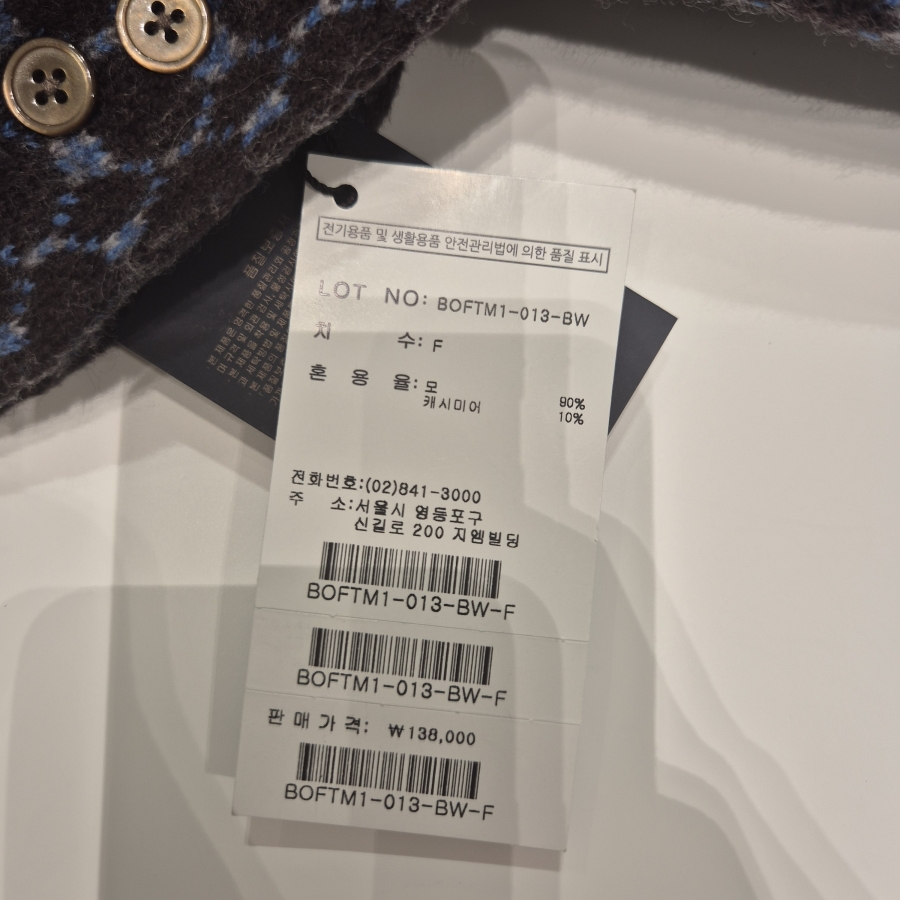 전기용품 및 생활용품 안전관리법에 의한 품질 표시
LOT NO: BOFTM1-013-BW
치 수: F
혼 용 율: 모 90%
캐시미어 10%
전화번호:(02)841-3000
주 소:서울시 영등포구
신길로 200 지엠빌딩
BOFTM1-013-BW-F
BOFTM1-013-BW-F
판 매 가 격: ₩138,000
BOFTM1-013-BW-F